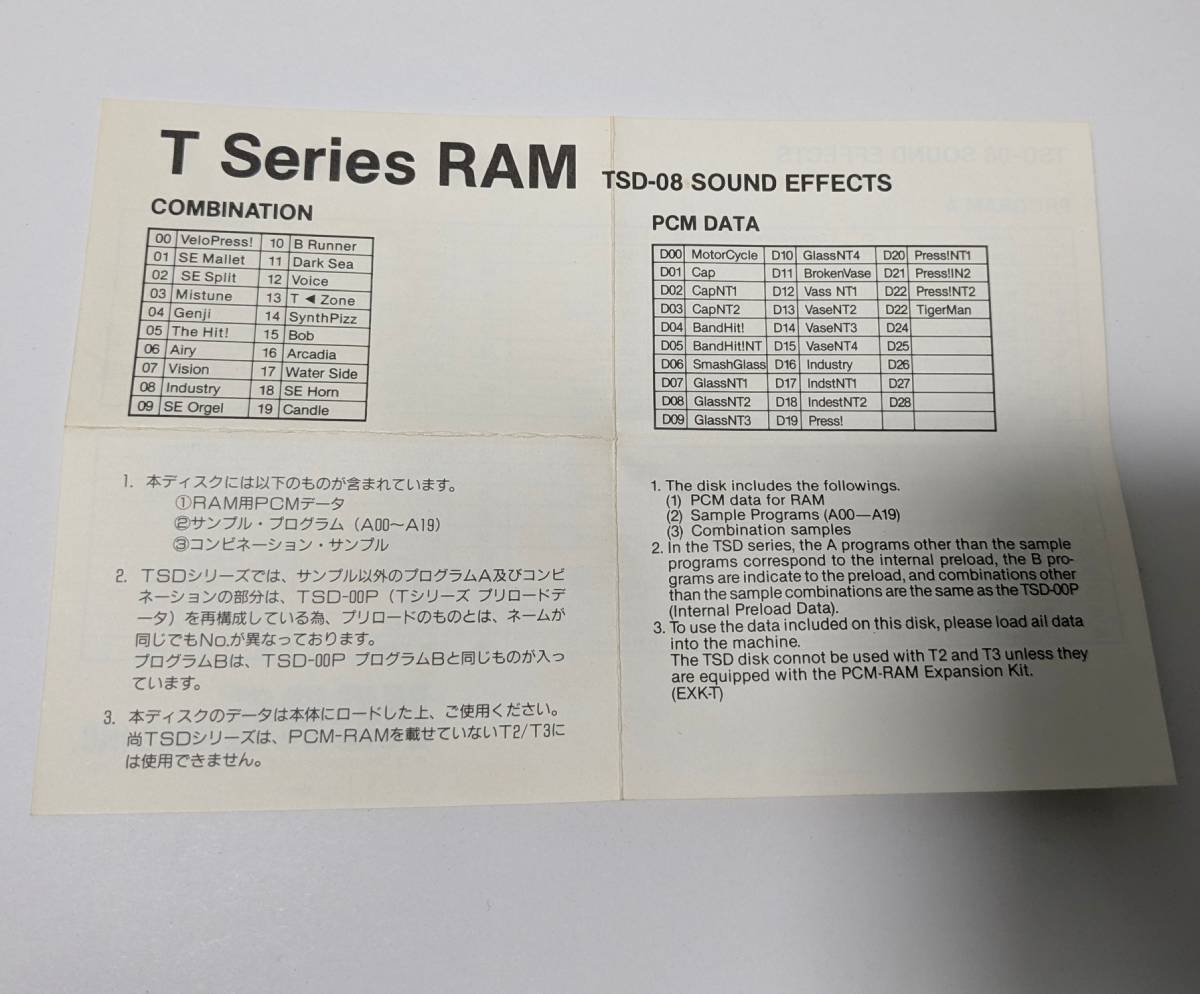 T Series RAM TSD-08 SOUND EFFECTS
COMBINATION
00 VeloPress! 10 B Runner
01 SE Mallet 11 Dark Sea
02 SE Split 12 Voice
03 Mistune 13 T ◀ Zone
04 Genji 14 SynthPizz
05 The Hit! 15 Bob
06 Airy 16 Arcadia
07 Vision 17 Water Side
08 Industry 18 SE Horn
09 SE Orgel 19 Candle
PCM DATA
D00 MotorCycle D10 GlassNT4 D20 Press!NT1
D01 Cap D11 BrokenVase D21 Press!IN2
D02 CapNT1 D12 Vass NT1 D22 Press!NT2
D03 CapNT2 D13 VaseNT2 D22 TigerMan
D04 BandHit! D14 VaseNT3 D24
D05 BandHit!NT D15 VaseNT4 D25
D06 SmashGlass D16 Industry D26
D07 GlassNT1 D17 IndstNT1 D27
D08 GlassNT2 D18 IndestNT2 D28
D09 GlassNT3 D19 Press!
1. 本ディスクには以下のものが含まれています。
①RAM用PCMデータ
②サンプル・プログラム（A00〜A19）
③コンビネーション・サンプル
2. TSDシリーズでは、サンプル以外のプログラムA及びコンビ
ネーションの部分は、TSD-00P（Tシリーズ プリロードデ
ータ）を再構成している為、プリロードのものとは、ネームが
同じでもNo.が異なっております。
プログラムBは、TSD-00P プログラムBと同じものが入っ
ています。
3. 本ディスクのデータは本体にロードした上、ご使用ください。
尚TSDシリーズは、PCM-RAMを載せていないT2/T3に
は使用できません。
1. The disk includes the followings.
(1) PCM data for RAM
(2) Sample Programs (A00—A19)
(3) Combination samples
2. In the TSD series, the A programs other than the sample
programs correspond to the internal preload, the B pro-
grams are indicate to the preload, and combinations other
than the sample combinations are the same as the TSD-00P
(Internal Preload Data).
3. To use the data included on this disk, please load ail data
into the machine.
The TSD disk connot be used with T2 and T3 unless they
are equipped with the PCM-RAM Expansion Kit.
(EXK-T)